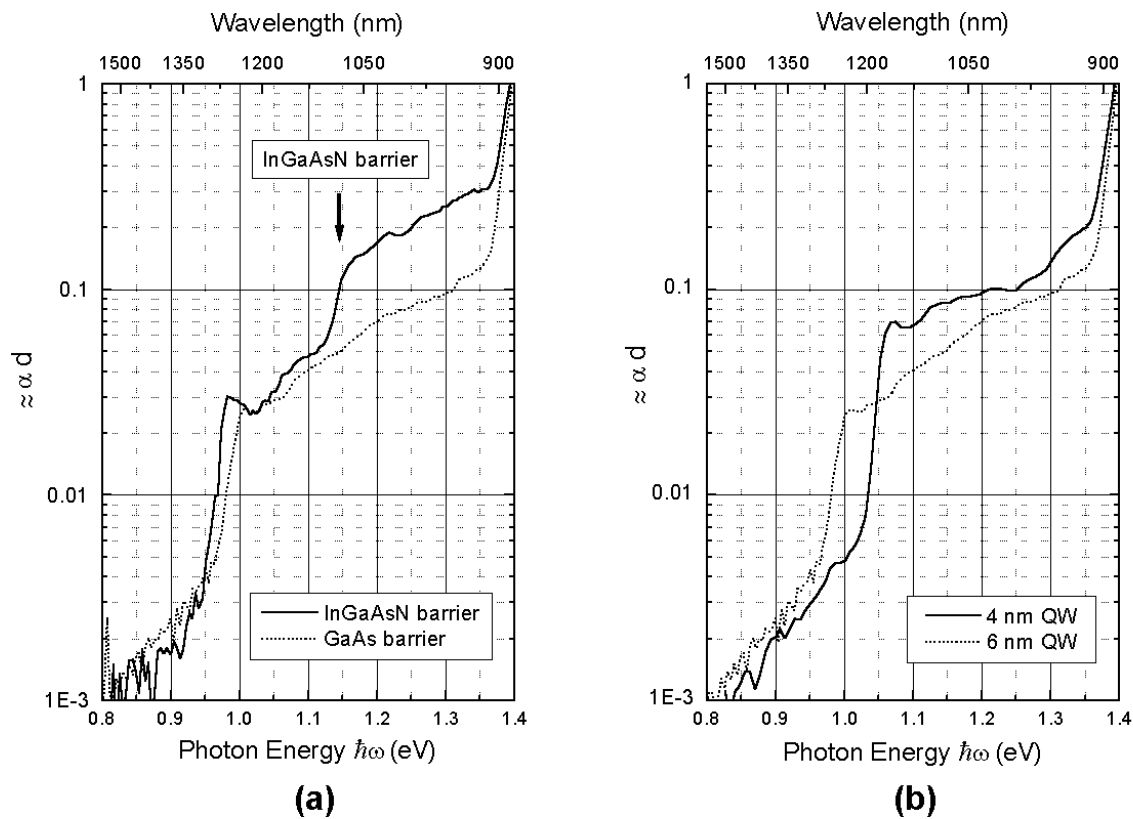 Wavelength (nm)
1500 1350 1200 1050 900
1
InGaAsN barrier
0.1
≈ α d
0.01
InGaAsN barrier
GaAs barrier
1E-3
0.8 0.9 1.0 1.1 1.2 1.3 1.4
Photon Energy ℏω (eV)
(a)
Wavelength (nm)
1500 1350 1200 1050 900
1
0.1
≈ α d
0.01
4 nm QW
6 nm QW
1E-3
0.8 0.9 1.0 1.1 1.2 1.3 1.4
Photon Energy ℏω (eV)
(b)